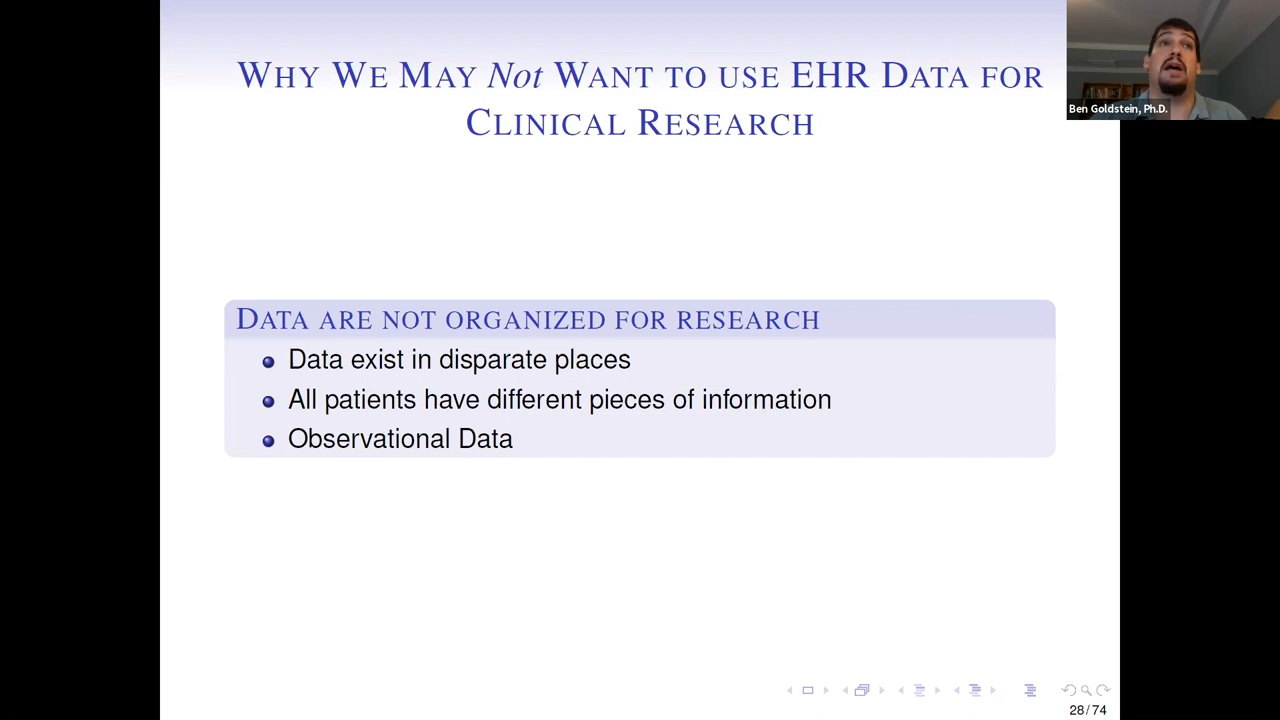 WHY WE MAY Not WANT TO USE EHR DATA FOR
CLINICAL RESEARCH
Ben Goldstein, Ph.D.
DATA ARE NOT ORGANIZED FOR RESEARCH
Data exist in disparate places
All patients have different pieces of information
Observational Data
28/74